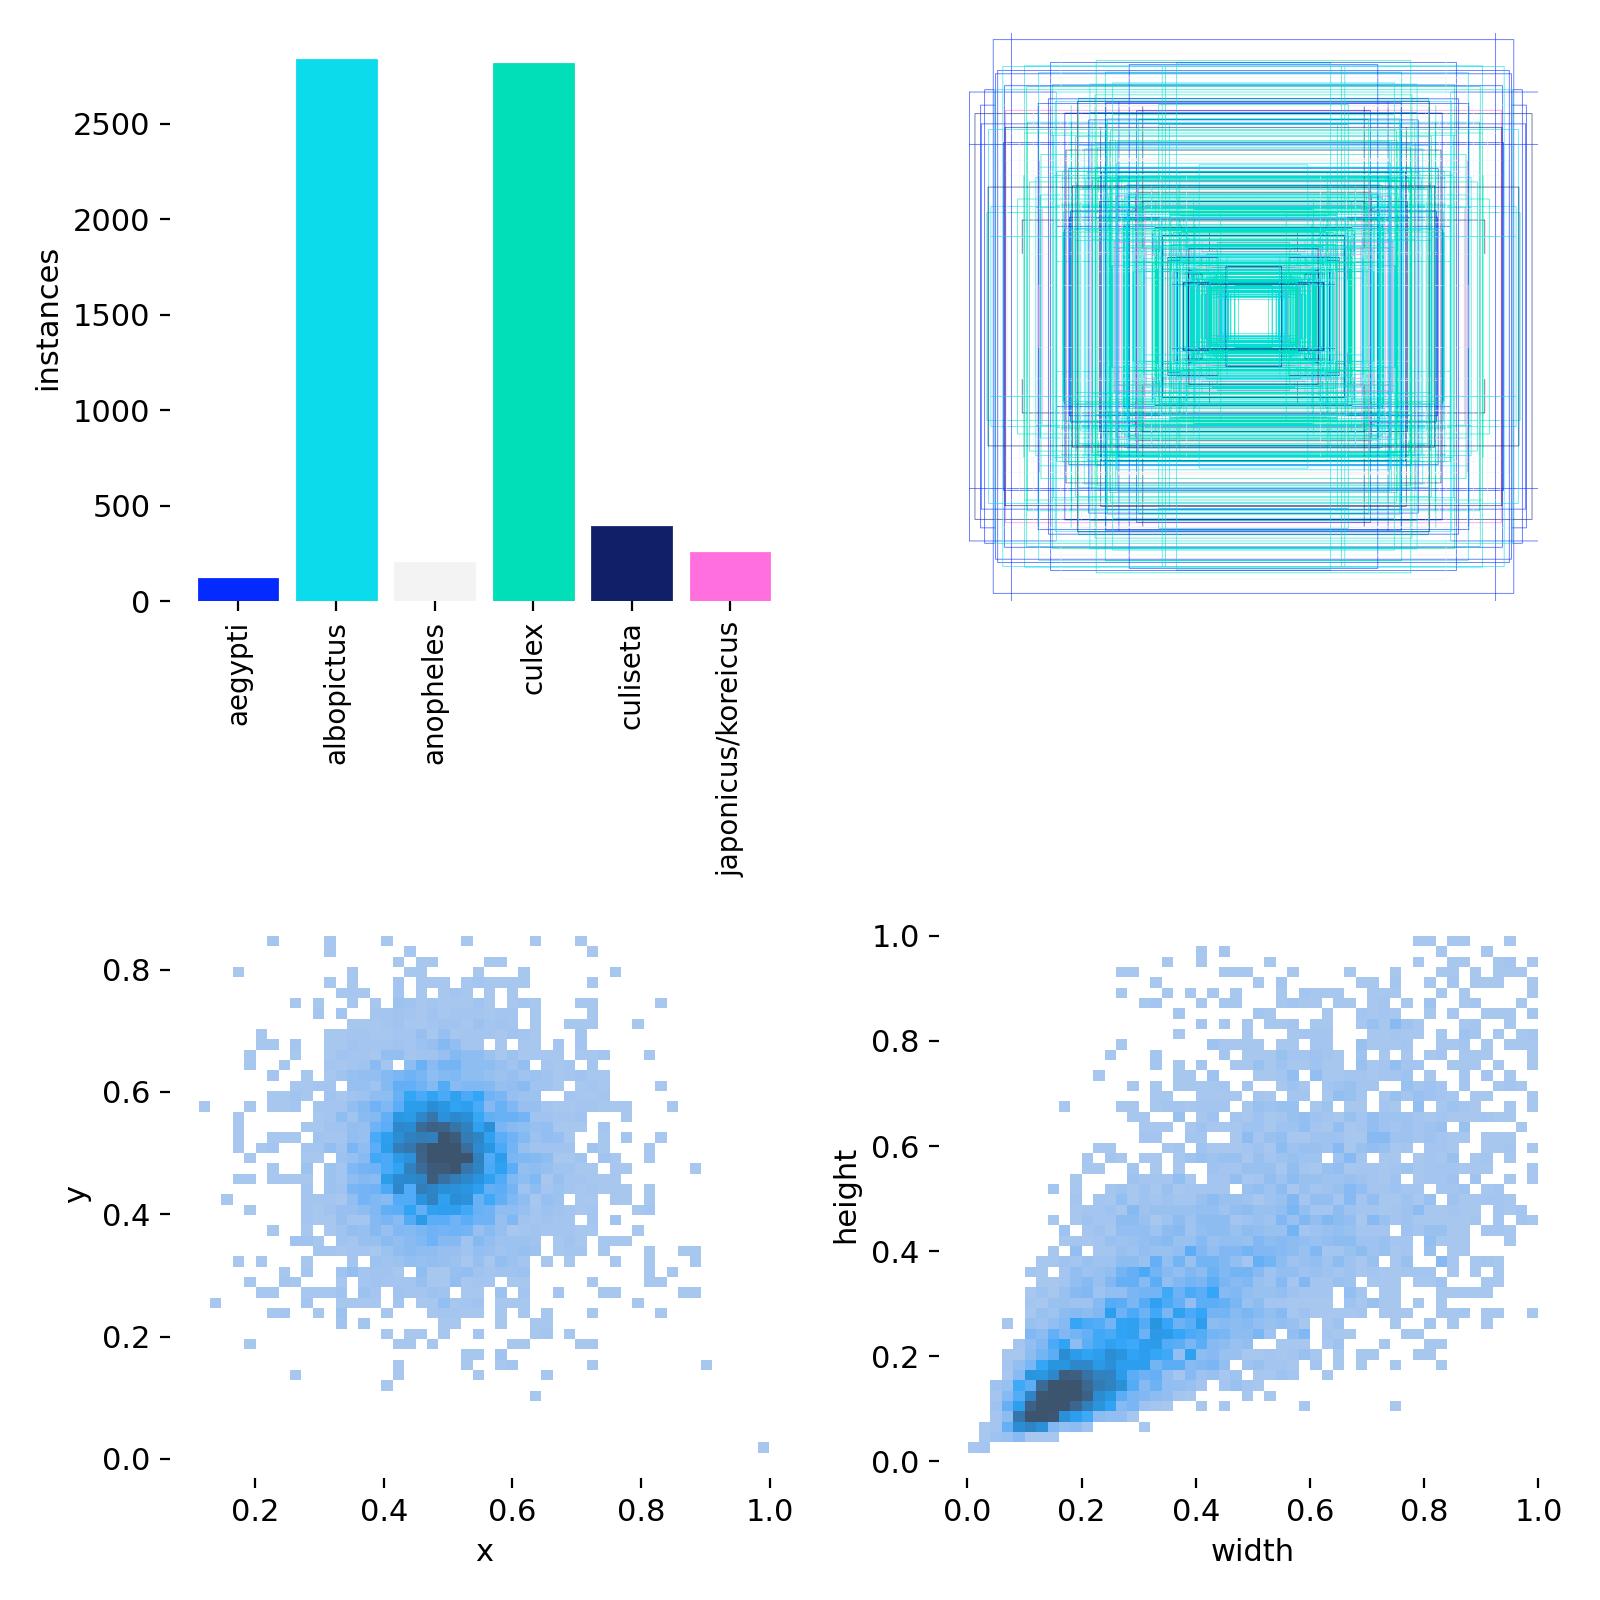 instances
2500
2000
1500
1000
500
0
aegypti
albopictus
anopheles
culex
culiseta
japonicus/koreicus
y
0.8
0.6
0.4
0.2
0.0
0.2 0.4 0.6 0.8 1.0
x
height
1.0
0.8
0.6
0.4
0.2
0.0
0.0 0.2 0.4 0.6 0.8 1.0
width